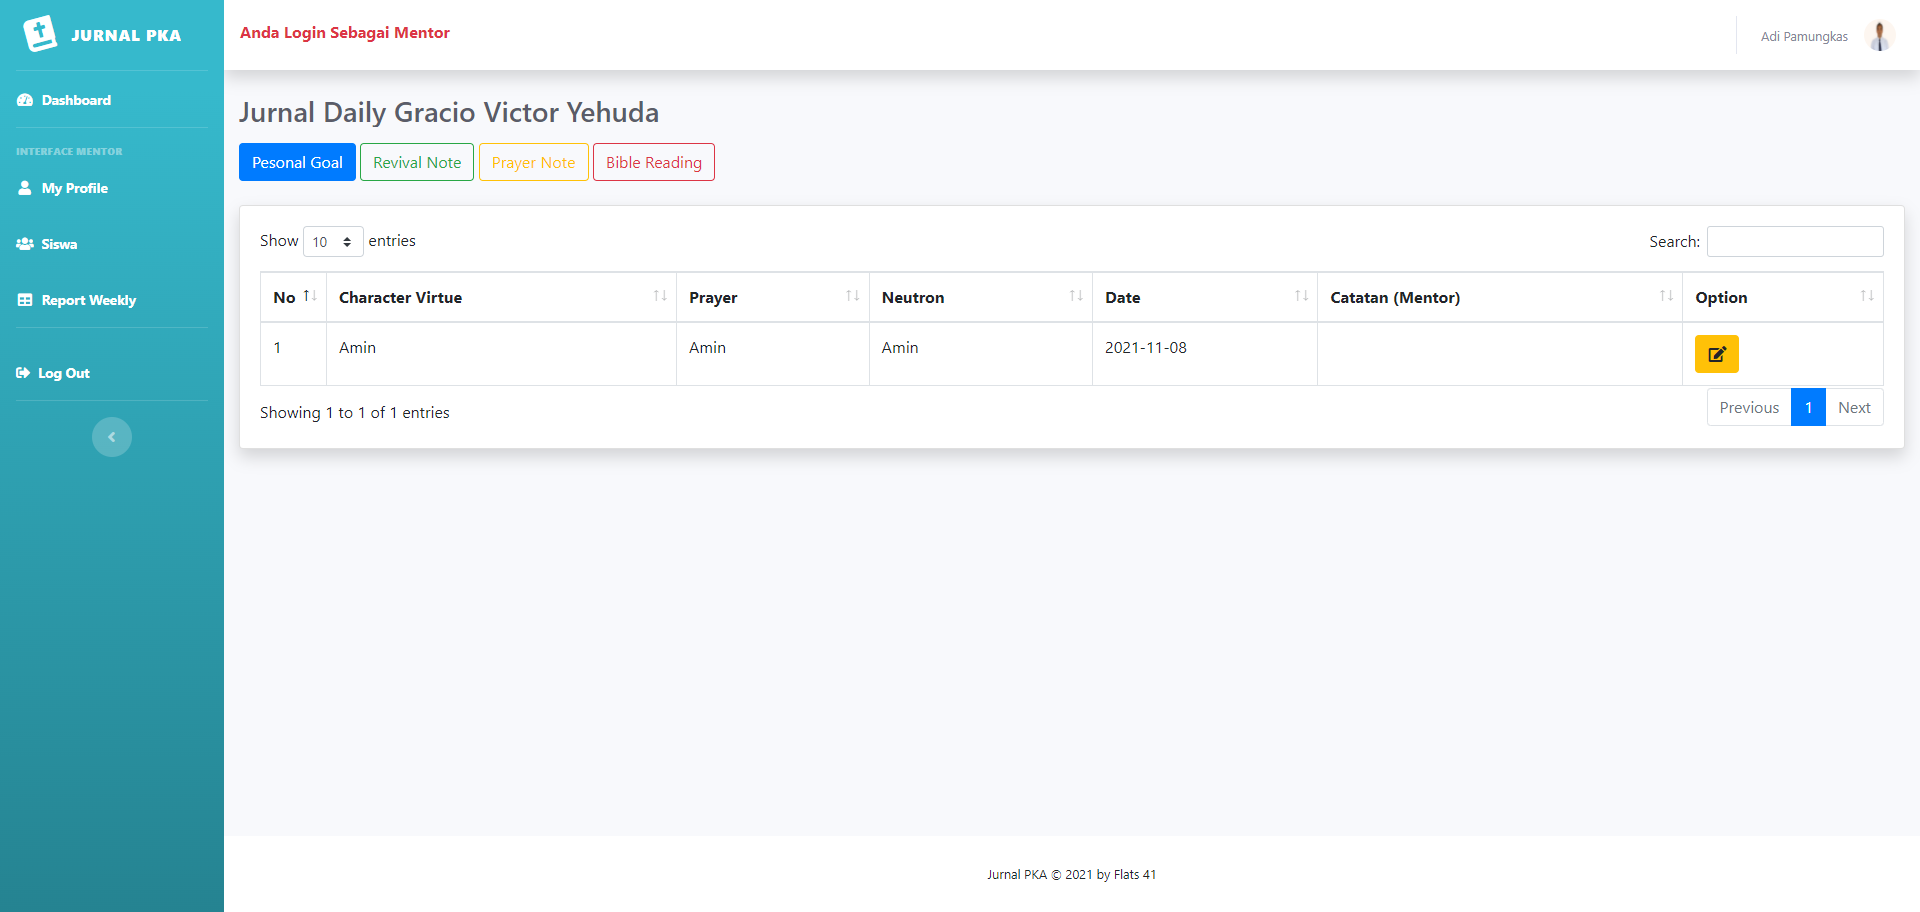 JURNAL PKA
Anda Login Sebagai Mentor
Adi Pamungkas
Dashboard
INTERFACE MENTOR
My Profile
Siswa
Report Weekly
Log Out
Jurnal Daily Gracio Victor Yehuda
Pesonal Goal Revival Note Prayer Note Bible Reading
Show 10 entries Search:
No Character Virtue Prayer Neutron Date Catatan (Mentor) Option
1 Amin Amin Amin 2021-11-08
Showing 1 to 1 of 1 entries Previous 1 Next
Jurnal PKA © 2021 by Flats 41